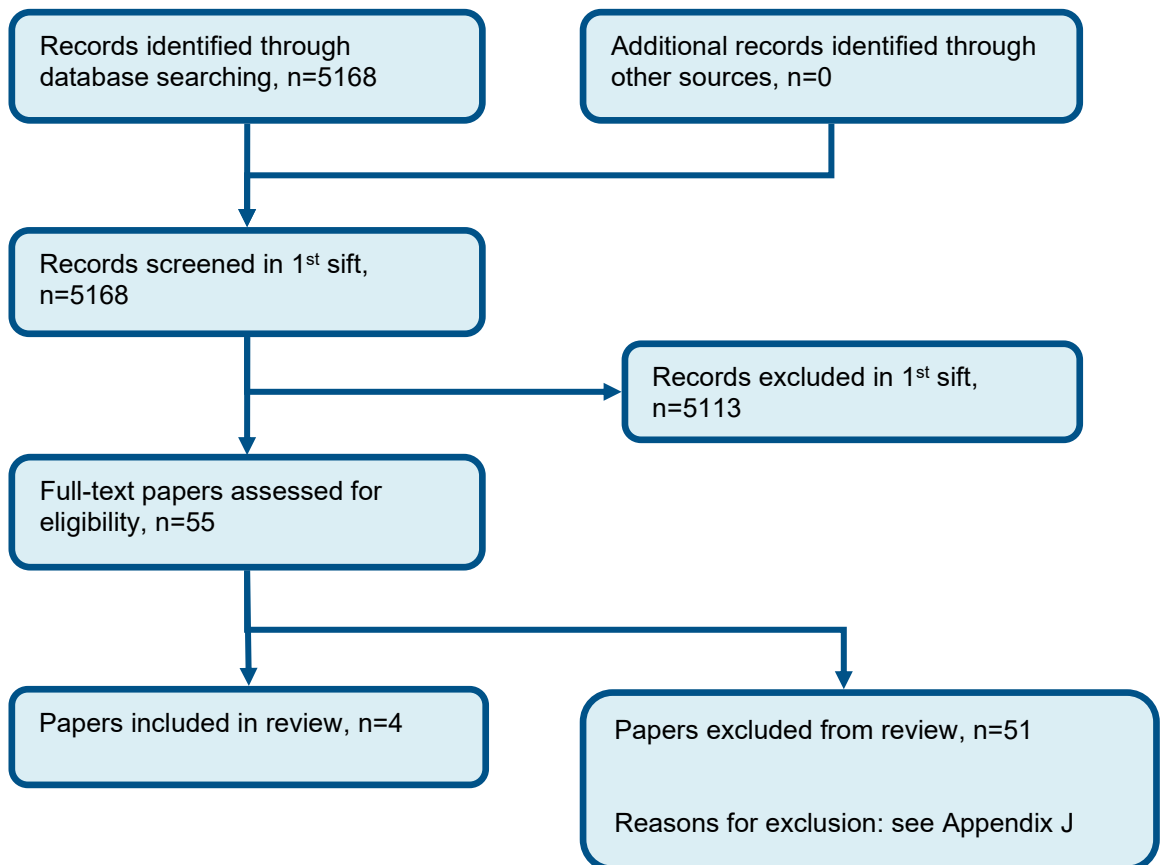 Records identified through
database searching, n=5168
Additional records identified through
other sources, n=0
Records screened in 1st sift,
n=5168
Records excluded in 1st sift,
n=5113
Full-text papers assessed for
eligibility, n=55
Papers included in review, n=4
Papers excluded from review, n=51
Reasons for exclusion: see Appendix J